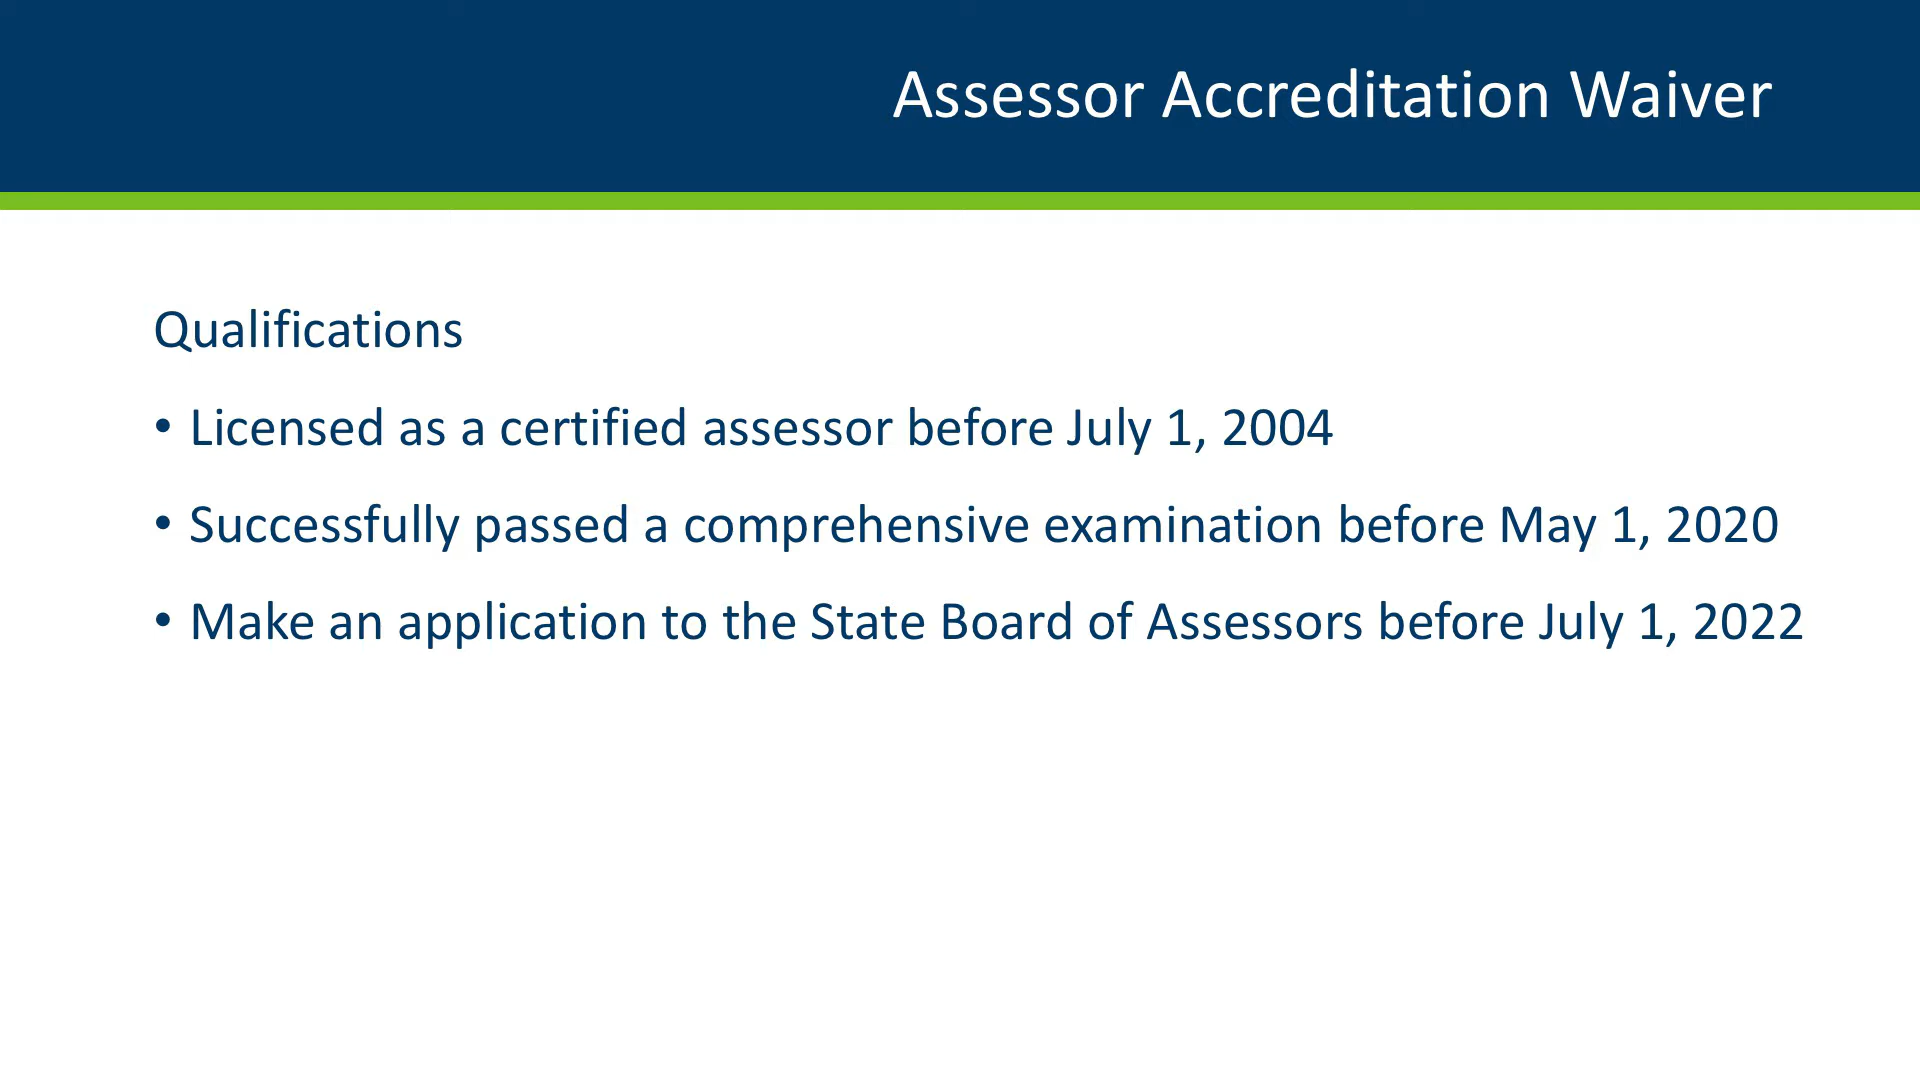 Assessor Accreditation Waiver
Qualifications
• Licensed as a certified assessor before July 1, 2004
• Successfully passed a comprehensive examination before May 1, 2020
• Make an application to the State Board of Assessors before July 1, 2022